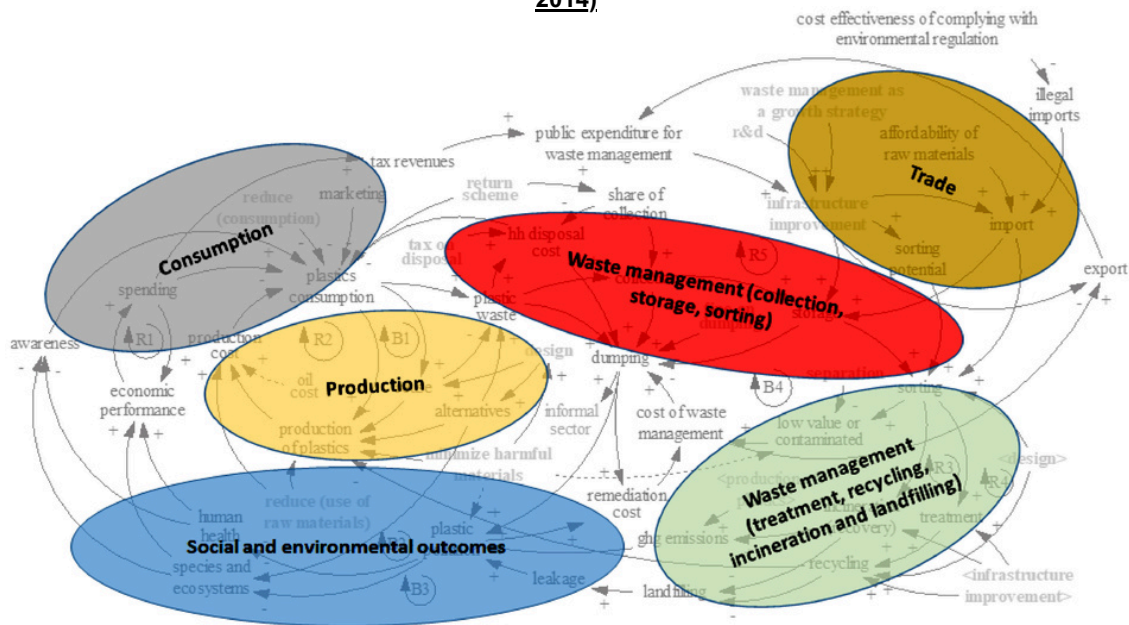 2014)
cost effectiveness of complying with
environmental regulation
illegal
imports
waste management as
a growth strategy
r&d
affordability of
raw materials
Trade
public expenditure for
waste management
tax revenues
marketing
return
scheme
share of
collection
infrastructure
improvement
import
reduce
(consumption)
Consumption
tax on
disposal
hh disposal
cost
Waste management (collection,
storage, sorting)
R5
sorting
potential
export
plastics
consumption
spending
plastic
waste
storage
awareness
R1
production
cost
R2
B1
design
dumping
B4
separation
sorting
economic
performance
oil
cost
Production
alternatives
informal
sector
cost of waste
management
low value or
contaminated
production
of plastics
minimize harmful
materials
Waste management
(treatment, recycling,
incineration and landfilling)
R3
R4
<design>
reduce (use of
raw materials)
remediation
cost
human
health
plastic
treatment
Social and environmental outcomes
ghg emissions
species and
ecosystems
B3
leakage
landfilling
recycling
<infrastructure
improvement>